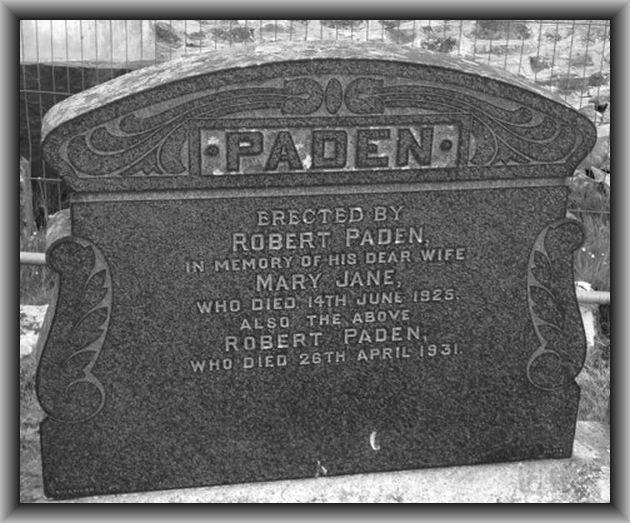 PADEN
ERECTED BY
ROBERT PADEN,
IN MEMORY OF HIS DEAR WIFE
MARY JANE,
WHO DIED 14TH JUNE 1925.
ALSO THE ABOVE
ROBERT PADEN,
WHO DIED 26TH APRIL 1931.